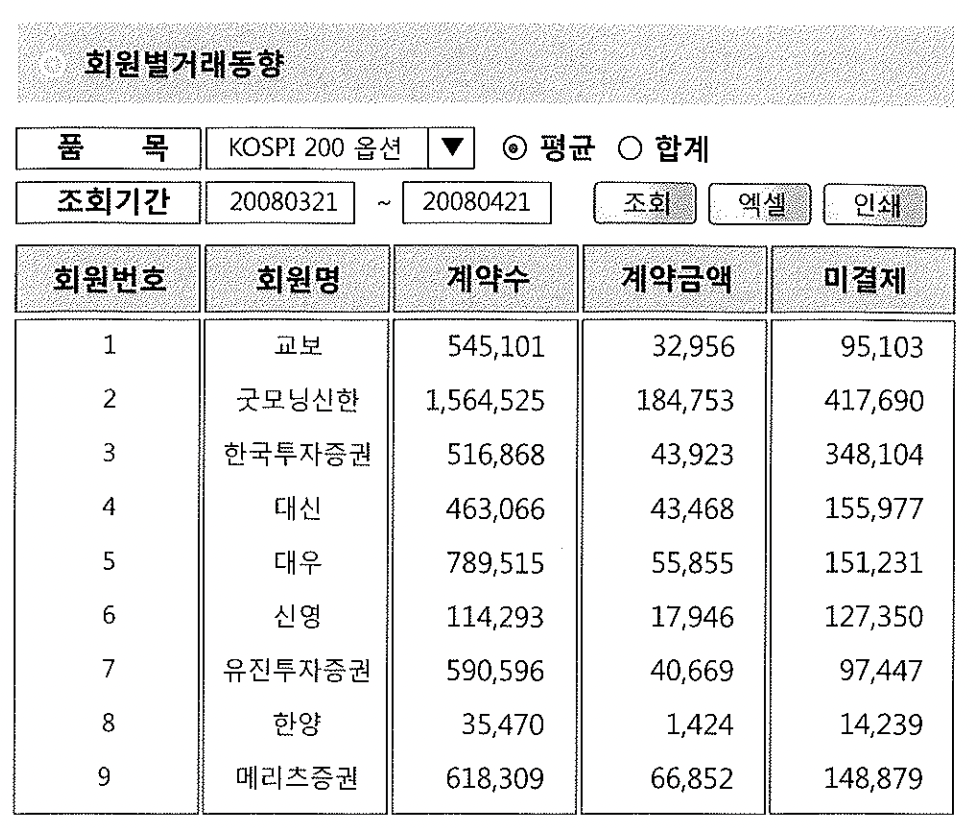 회원별거래동향
품 목 KOSPI 200 옵션 ▼ ◉ 평균 ○ 합계
조회기간 20080321 ~ 20080421 조회 엑셀 인쇄
회원번호 회원명 계약수 계약금액 미결제
1 교보 545,101 32,956 95,103
2 굿모닝신한 1,564,525 184,753 417,690
3 한국투자증권 516,868 43,923 348,104
4 대신 463,066 43,468 155,977
5 대우 789,515 55,855 151,231
6 신영 114,293 17,946 127,350
7 유진투자증권 590,596 40,669 97,447
8 한양 35,470 1,424 14,239
9 메리츠증권 618,309 66,852 148,879